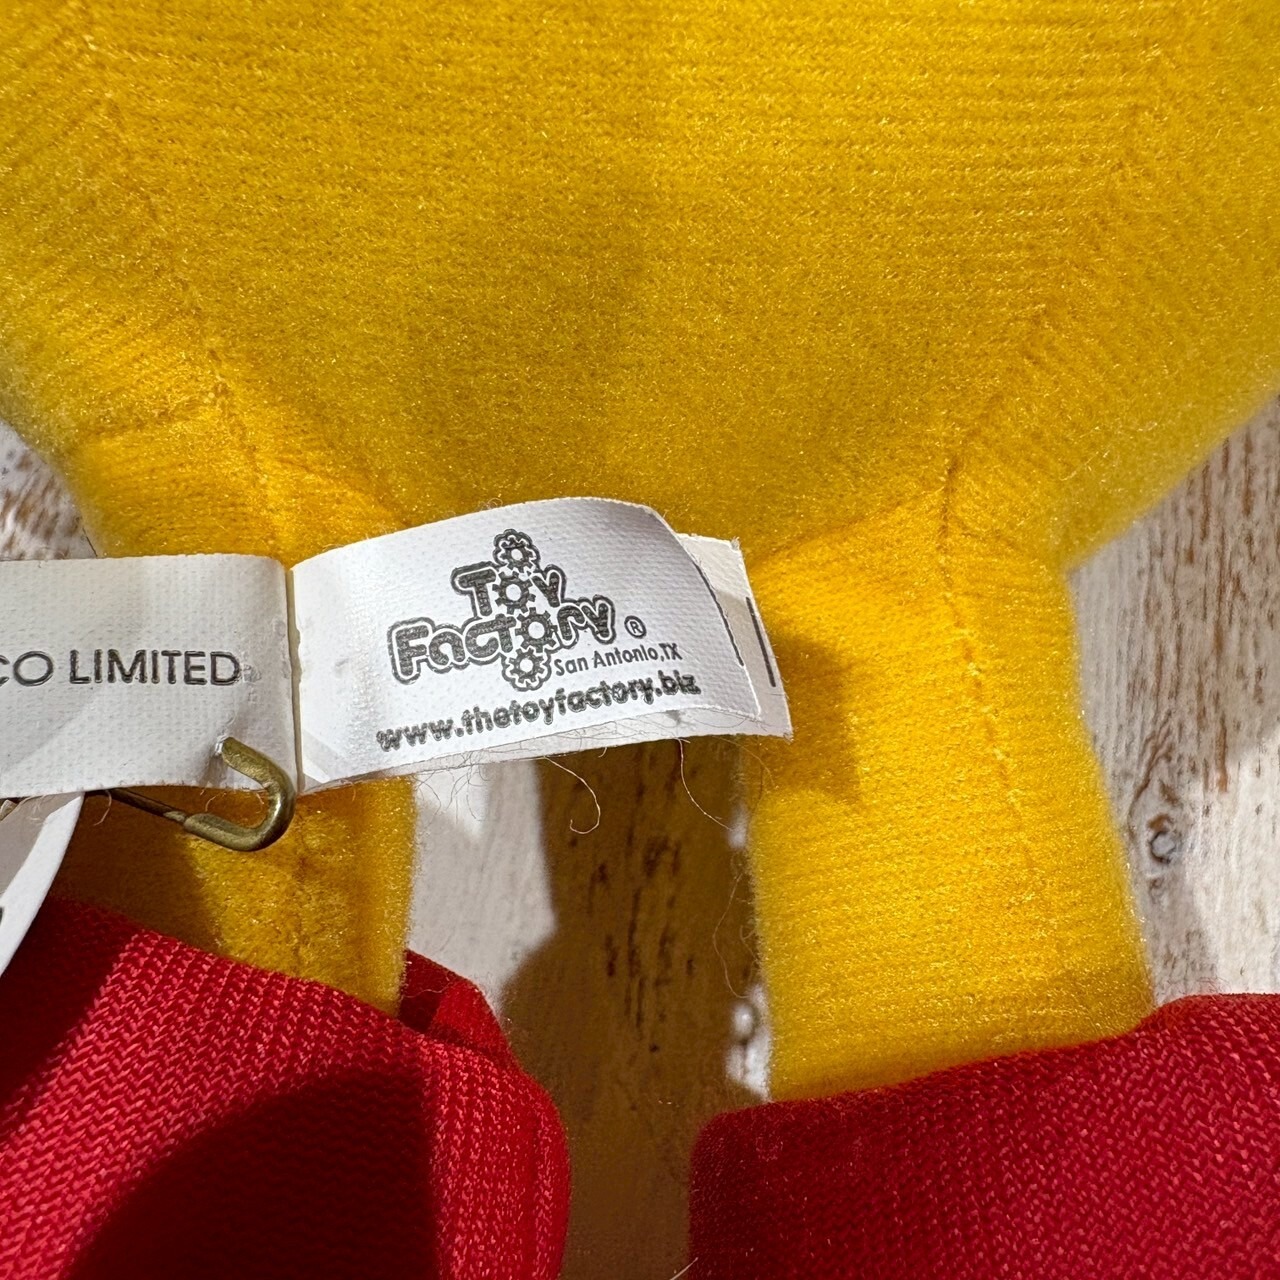 CO LIMITED
Toy
Factory ®
San Antonio, TX
www.thetoyfactory.biz